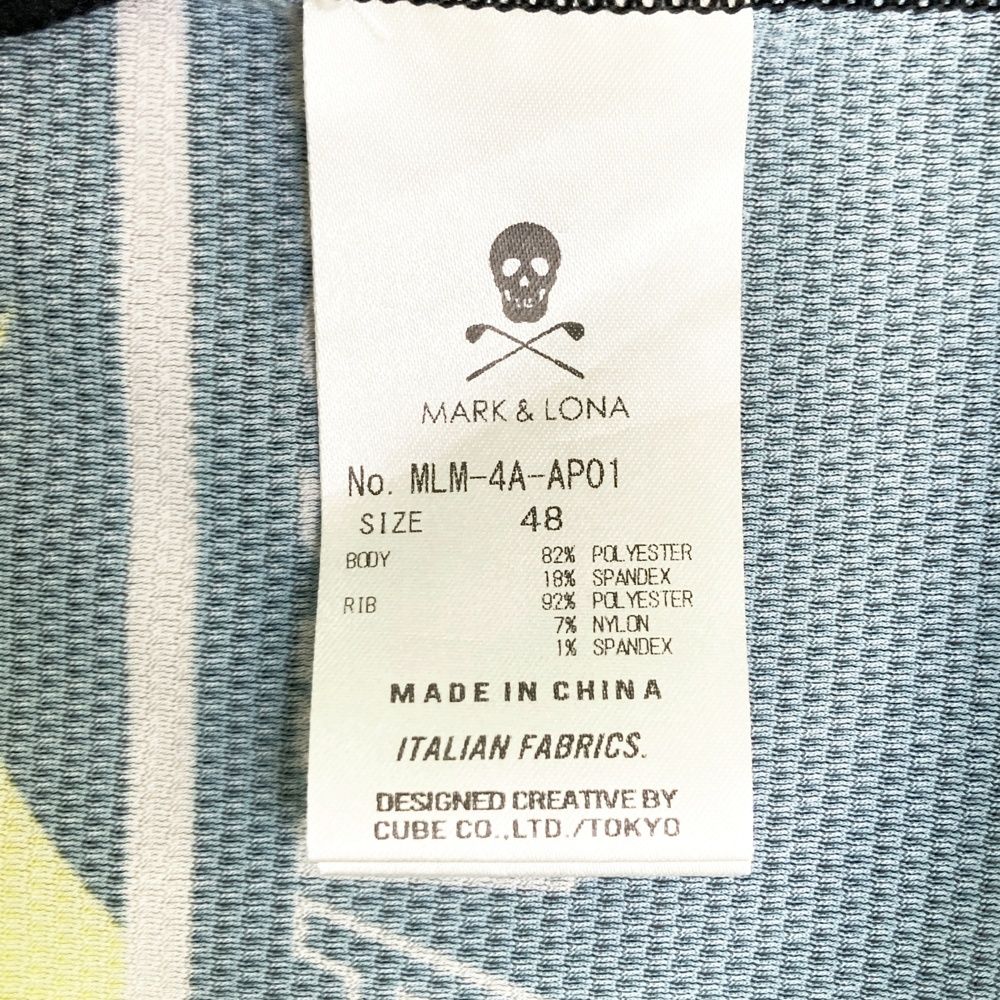 MARK & LONA
No. MLM-4A-AP01
SIZE 48
BODY 82% POLYESTER
18% SPANDEX
RIB 92% POLYESTER
7% NYLON
1% SPANDEX
MADE IN CHINA
ITALIAN FABRICS.
DESIGNED CREATIVE BY
CUBE CO.,LTD./TOKYO